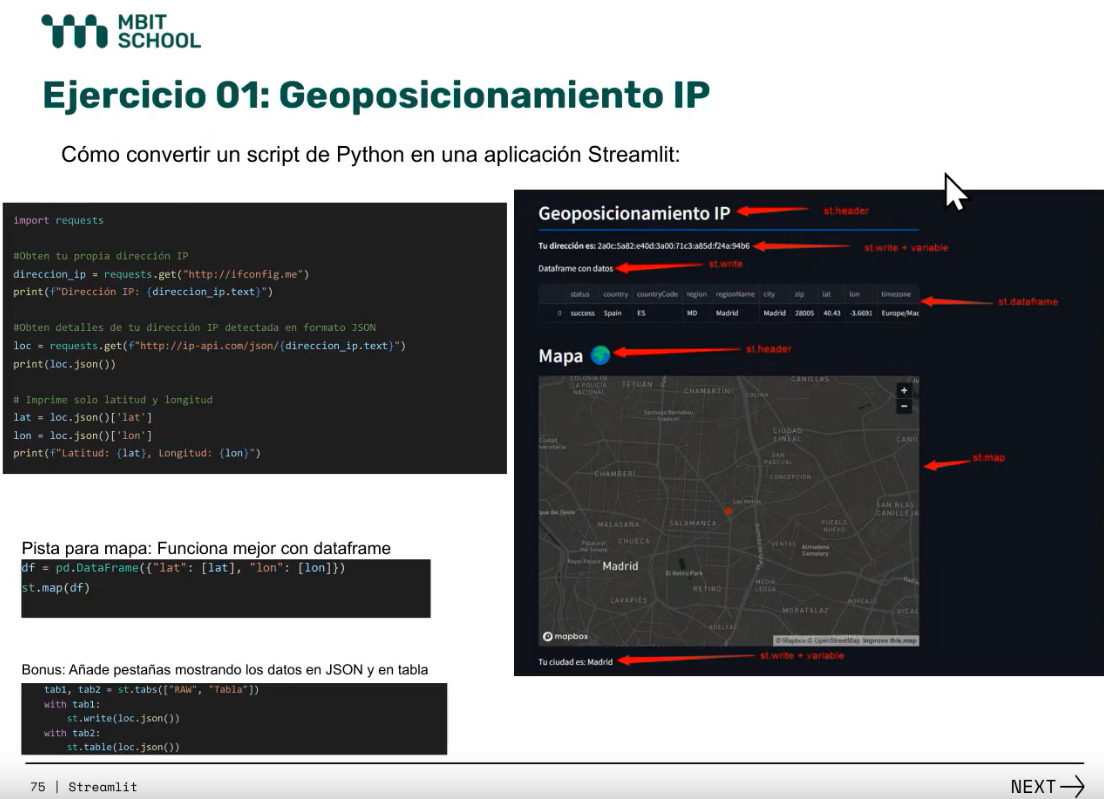 MBIT
SCHOOL
Ejercicio 01: Geoposicionamiento IP
Cómo convertir un script de Python en una aplicación Streamlit:
import requests
#Obten tu propia dirección IP
direccion_ip = requests.get("http://ifconfig.me")
print(f"Dirección IP: {direccion_ip.text}")
#Obten detalles de tu dirección IP detectada en formato JSON
loc = requests.get(f"http://ip-api.com/json/{direccion_ip.text}")
print(loc.json())
# Imprime solo latitud y longitud
lat = loc.json()['lat']
lon = loc.json()['lon']
print(f"Latitud: {lat}, Longitud: {lon}")
Pista para mapa: Funciona mejor con dataframe
df = pd.DataFrame({"lat": [lat], "lon": [lon]})
st.map(df)
Bonus: Añade pestañas mostrando los datos en JSON y en tabla
tab1, tab2 = st.tabs(["RAW", "Tabla"])
with tab1:
st.write(loc.json())
with tab2:
st.table(loc.json())
Geoposicionamiento IP st.header
Tu dirección es: 2a0c:5a82:e40d:3a00:71c3:a85d:f24a:94b6 st.write + variable
Dataframe con datos st.write
status country countryCode region regionName city zip lat lon timezone
0 success Spain ES MD Madrid Madrid 28005 40.43 -3.6691 Europe/Mac st.dataframe
Mapa st.header
COLONIA DE
LA POLICÍA
NACIONAL
TETUÁN
CHAMARTÍN
COLINA
CANILLAS
+
−
Santiago Bernabeu
Stadium
CIUDAD
LINEAL
CANIL
Ciudad
SAN
PASCUAL
CONCEPCIÓN
st.map
CHAMBERÍ
Las Ventas
SAN BLAS
CANILLEJA
que del Oeste
MALASAÑA
SALAMANCA
PUEBLO
NUEVO
CHUECA
VENTAS
Almudena
Cemetery
Palace of
the Senate
Royal Palace
Madrid
El Retiro Park
RETIRO
MEDIA
LEGUA
LAVAPIÉS
MORATALAZ
HORCAJO
VICAL
ADELFAS
mapbox
© Mapbox © OpenStreetMap Improve this map
Tu ciudad es: Madrid st.write + variable
75 | Streamlit
NEXT